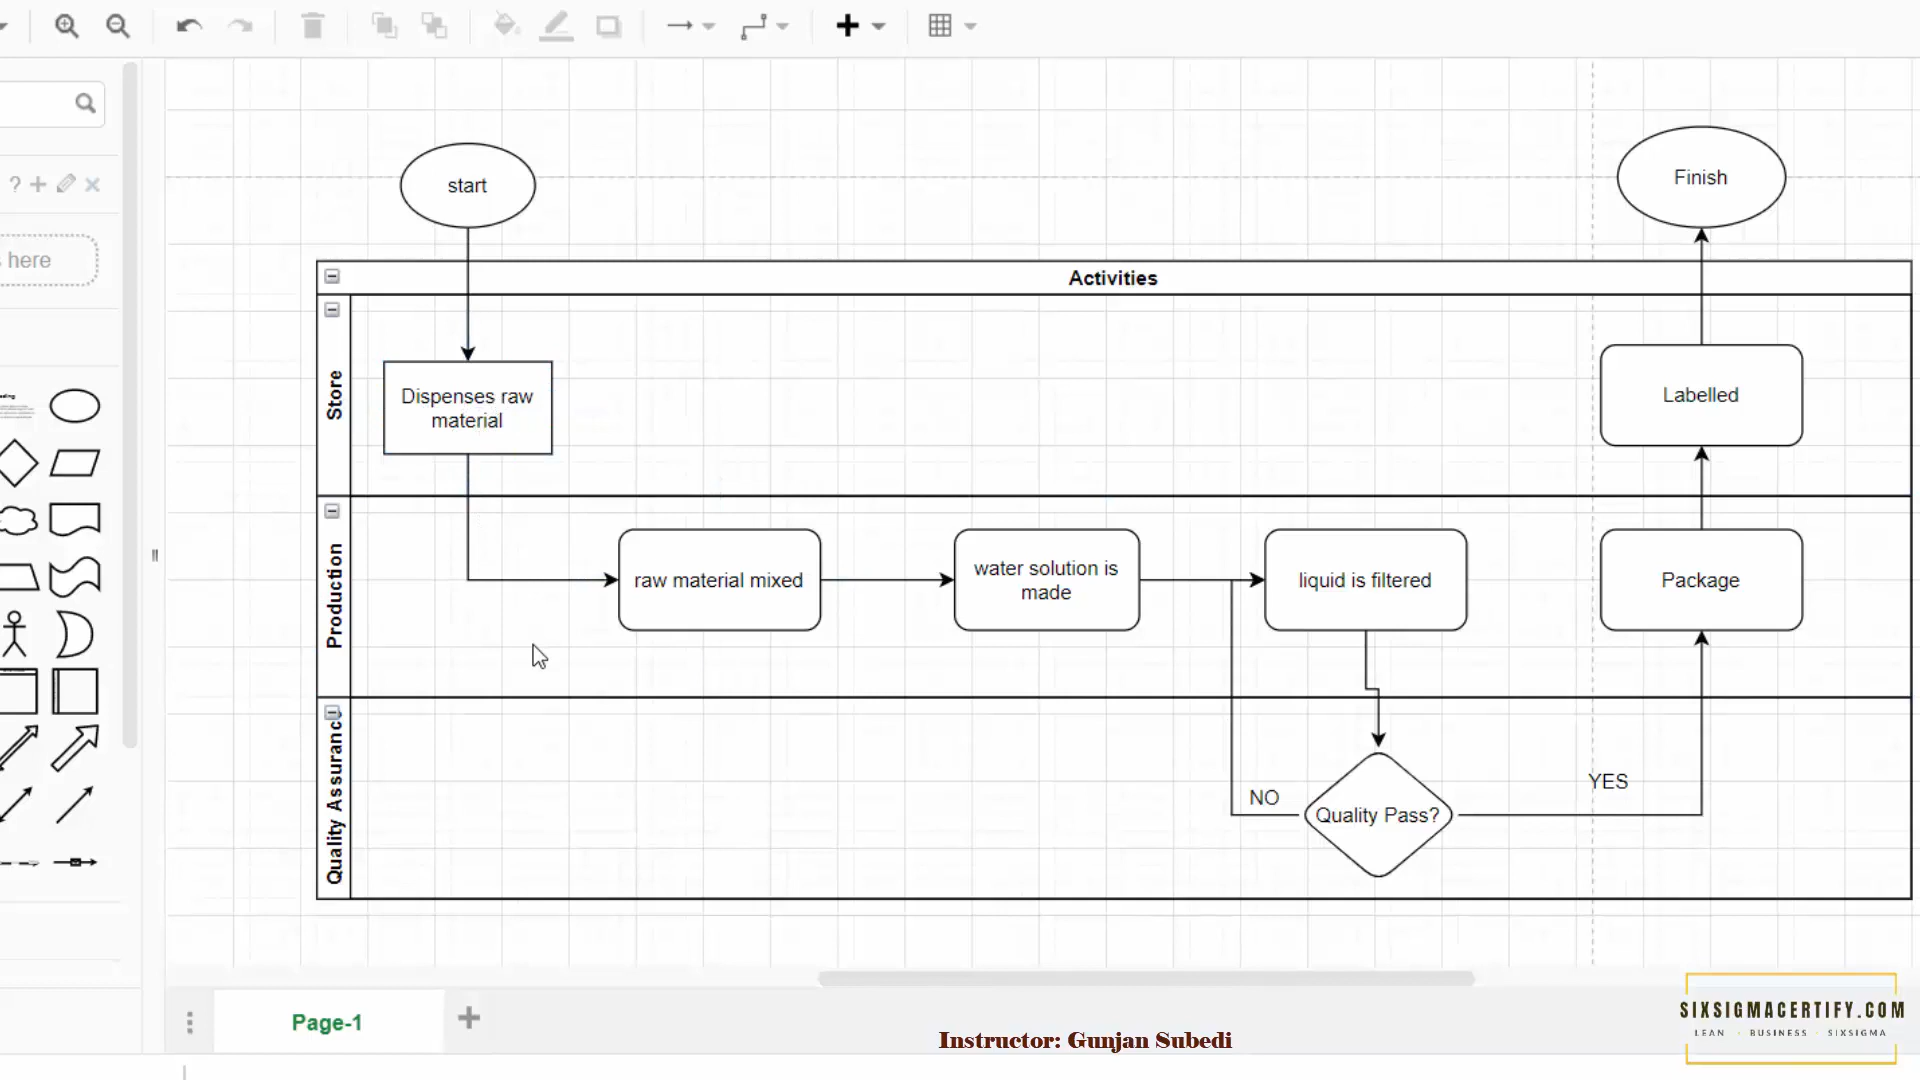 s here
start
Finish
Activities
Store
Dispenses raw
material
Labelled
Production
raw material mixed
water solution is
made
liquid is filtered
Package
Quality Assurance
NO
Quality Pass?
YES
Page-1
Instructor: Gunjan Subedi
SIXSIGMACERTIFY.COM
LEAN · BUSINESS · SIXSIGMA